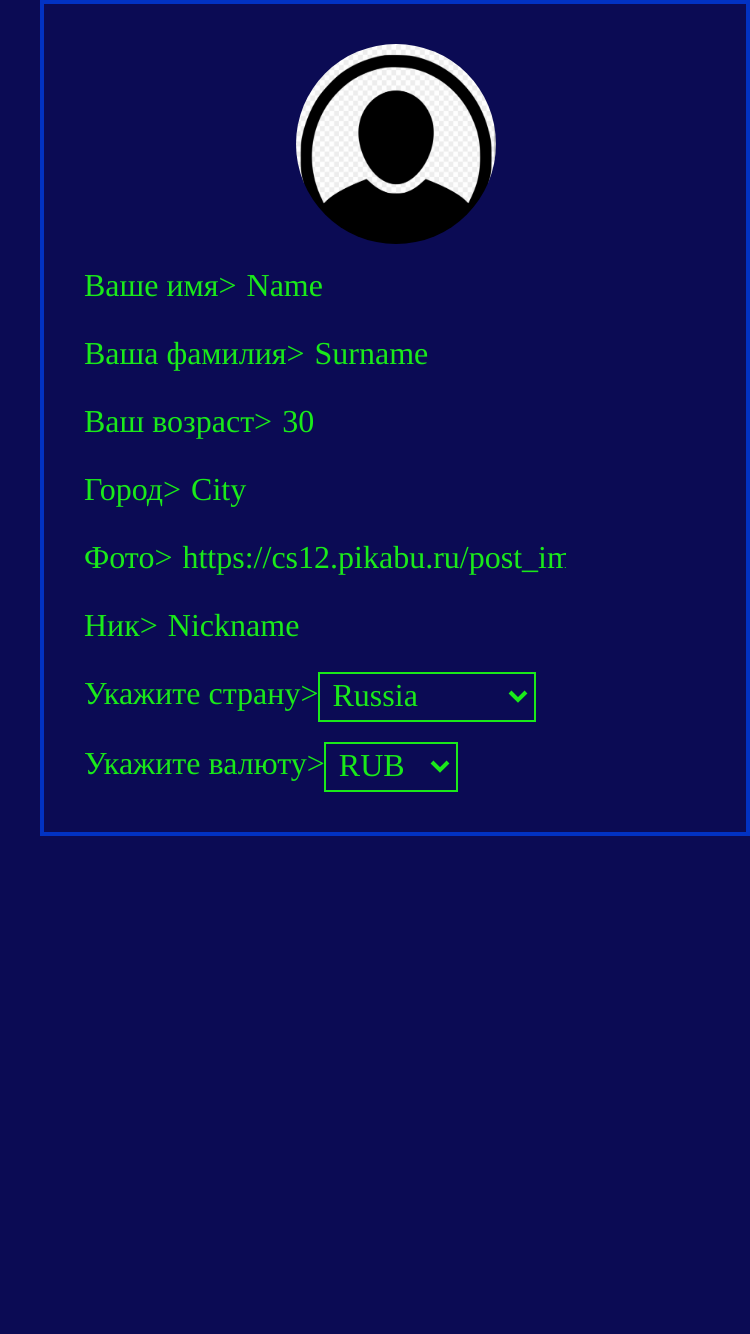 Ваше имя> Name
Ваша фамилия> Surname
Ваш возраст> 30
Город> City
Фото> https://cs12.pikabu.ru/post_im
Ник> Nickname
Укажите страну> Russia
Укажите валюту> RUB